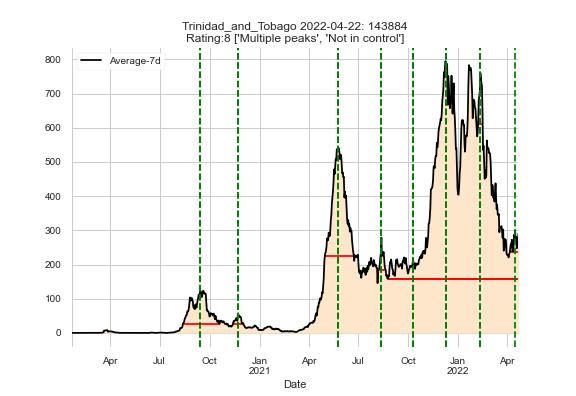 Trinidad_and_Tobago 2022-04-22: 143884
Rating:8 ['Multiple peaks', 'Not in control']
Average-7d
800
700
600
500
400
300
200
100
0
Apr Jul Oct Jan Apr Jul Oct Jan Apr
2021 2022
Date